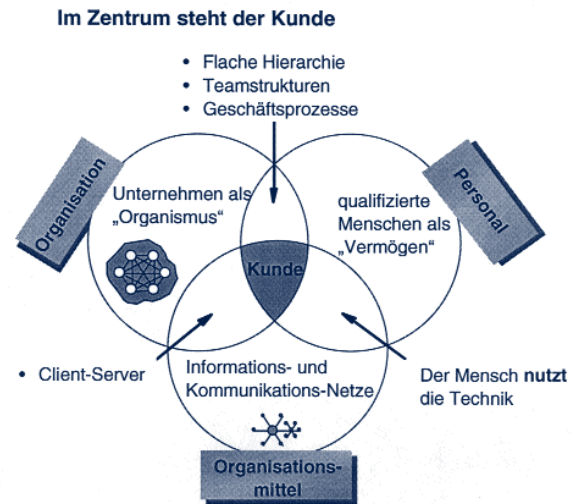 Im Zentrum steht der Kunde
• Flache Hierarchie
• Teamstrukturen
• Geschäftsprozesse
Organisation
Personal
Unternehmen als
„Organismus“
qualifizierte
Menschen als
„Vermögen“
Kunde
• Client-Server
Informations- und
Kommunikations-Netze
Der Mensch nutzt
die Technik
Organisations-
mittel